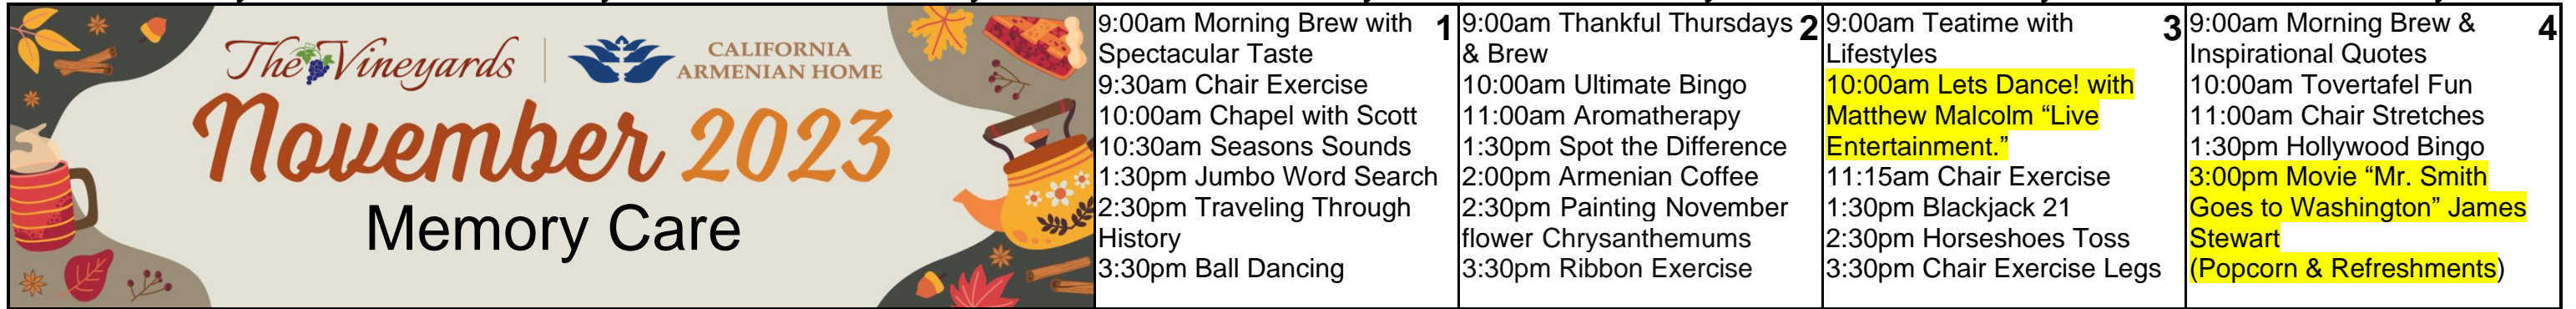 The Vineyards
CALIFORNIA
ARMENIAN HOME
November 2023
Memory Care
1
9:00am Morning Brew with
Spectacular Taste
9:30am Chair Exercise
10:00am Chapel with Scott
10:30am Seasons Sounds
1:30pm Jumbo Word Search
2:30pm Traveling Through
History
3:30pm Ball Dancing
2
9:00am Thankful Thursdays
& Brew
10:00am Ultimate Bingo
11:00am Aromatherapy
1:30pm Spot the Difference
2:00pm Armenian Coffee
2:30pm Painting November
flower Chrysanthemums
3:30pm Ribbon Exercise
3
9:00am Teatime with
Lifestyles
10:00am Lets Dance! with
Matthew Malcolm “Live
Entertainment.”
11:15am Chair Exercise
1:30pm Blackjack 21
2:30pm Horseshoes Toss
3:30pm Chair Exercise Legs
4
9:00am Morning Brew &
Inspirational Quotes
10:00am Tovertafel Fun
11:00am Chair Stretches
1:30pm Hollywood Bingo
3:00pm Movie “Mr. Smith
Goes to Washington” James
Stewart
(Popcorn & Refreshments)